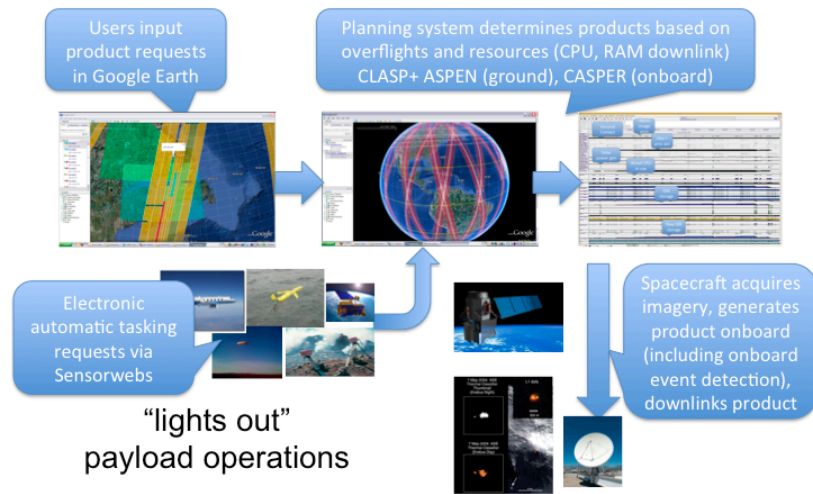 Users input
product requests
in Google Earth
Planning system determines products based on
overflights and resources (CPU, RAM downlink)
CLASP+ ASPEN (ground), CASPER (onboard)
Google
Google
Electronic
automatic tasking
requests via
Sensorwebs
Spacecraft acquires
imagery, generates
product onboard
(including onboard
event detection),
downlinks product
“lights out”
payload operations